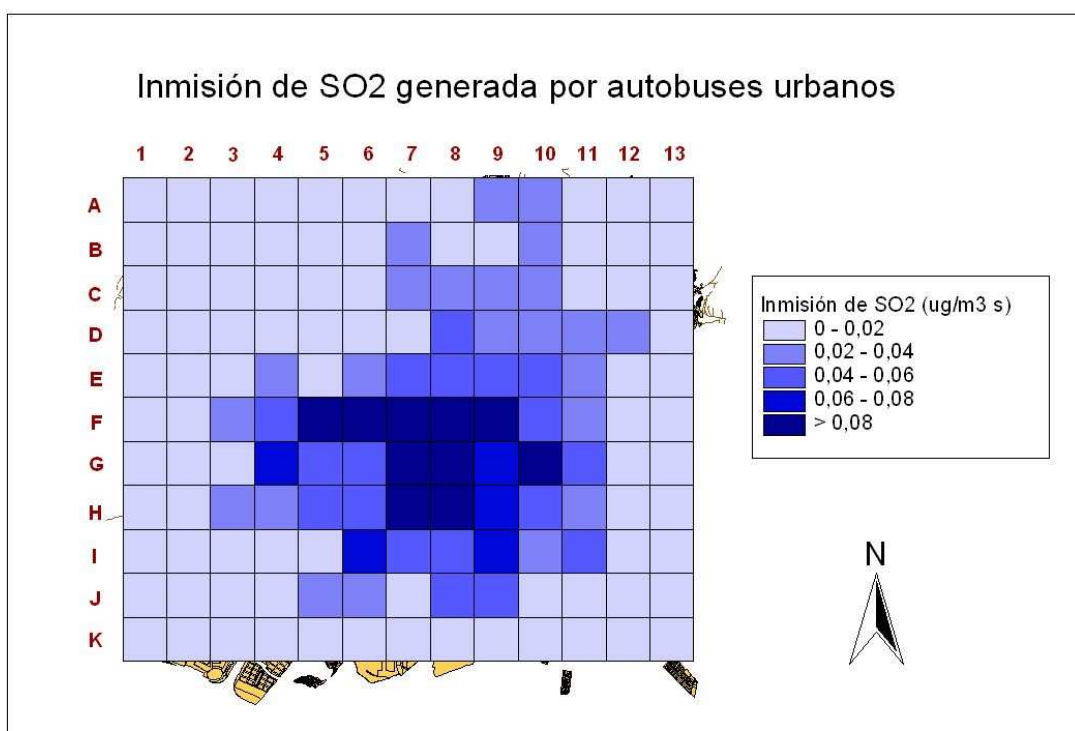 Inmisión de SO2 generada por autobuses urbanos
1 2 3 4 5 6 7 8 9 10 11 12 13
A
B
C
D
E
F
G
H
I
J
K
Inmisión de SO2 (ug/m3 s)
0 - 0,02
0,02 - 0,04
0,04 - 0,06
0,06 - 0,08
> 0,08
N